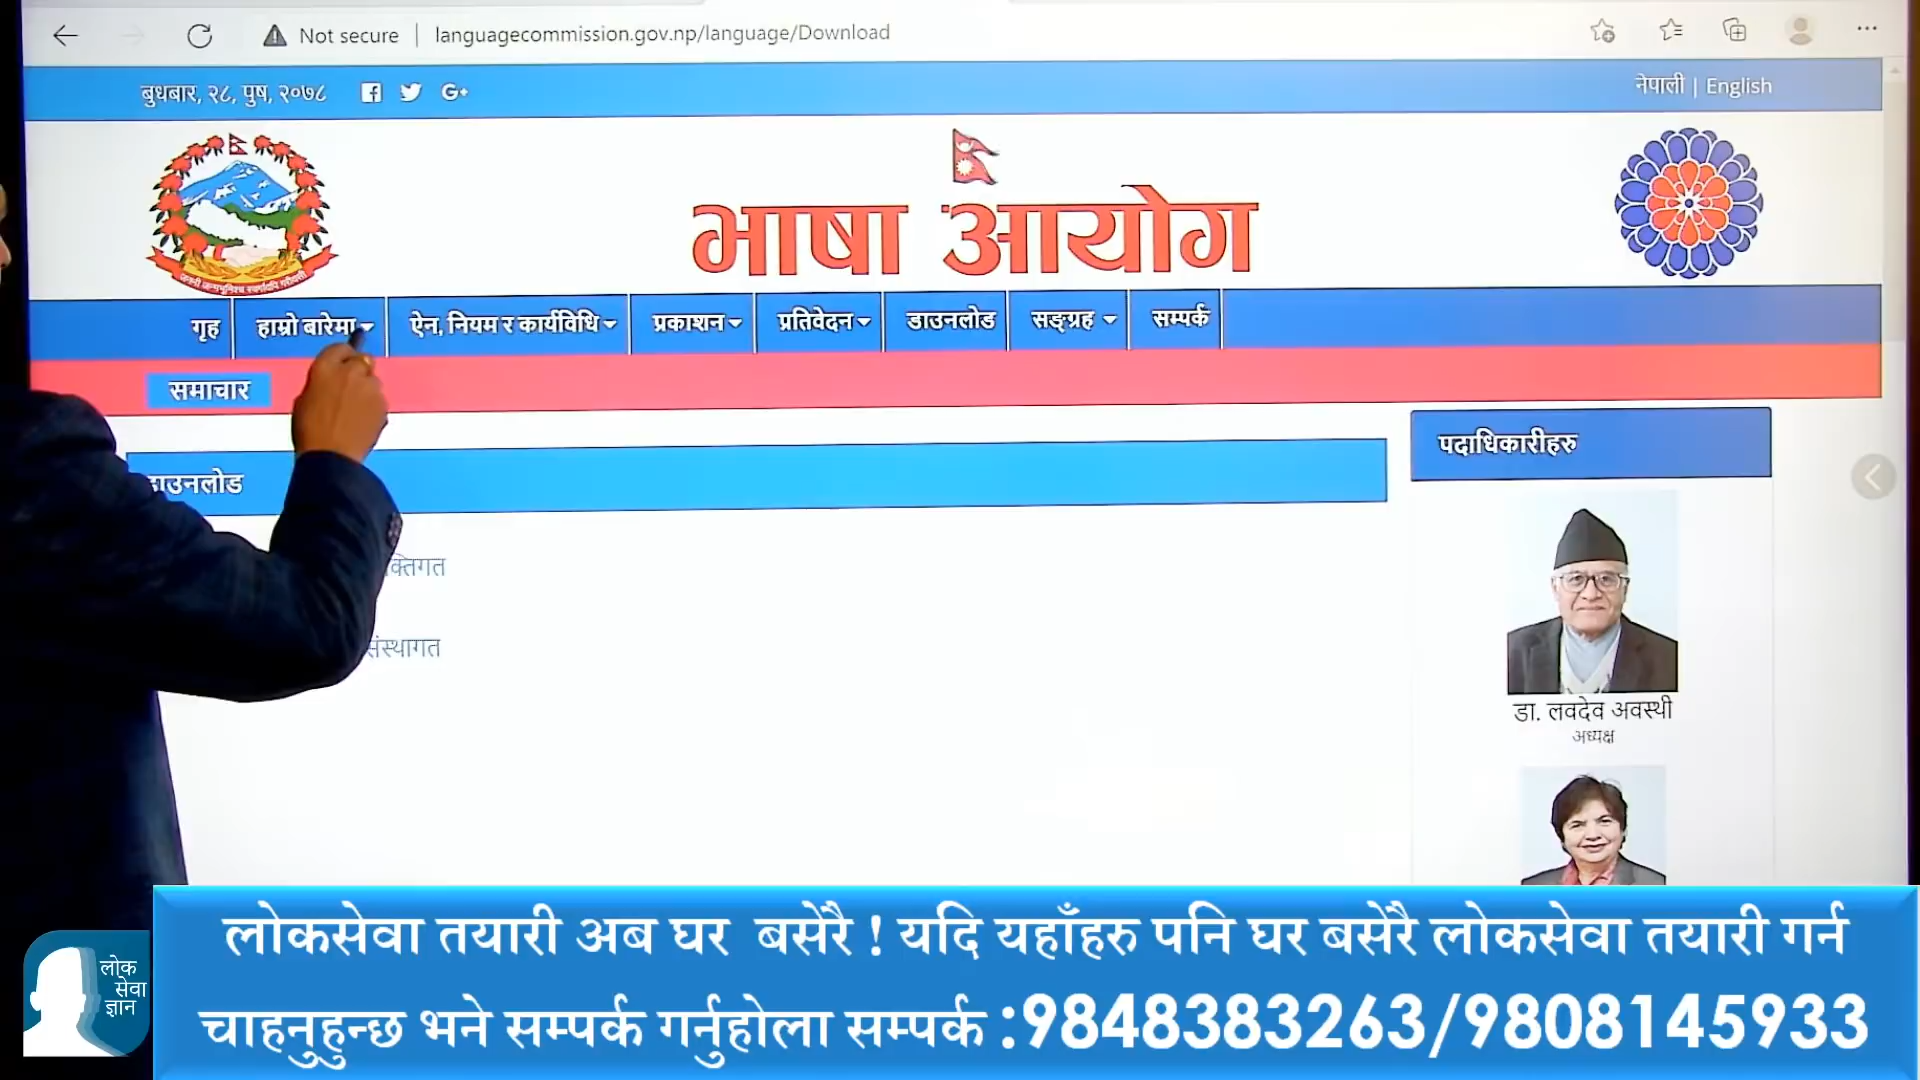 Not secure | languagecommission.gov.np/language/Download
बुधबार, २८, पुष, २०७८
नेपाली | English
भाषा आयोग
गृह हाम्रो बारेमा ऐन, नियम र कार्यविधि प्रकाशन प्रतिवेदन डाउनलोड सङ्ग्रह सम्पर्क
समाचार
पदाधिकारीहरु
डाउनलोड
क्तिगत
संस्थागत
डा. लवदेव अवस्थी
अध्यक्ष
लोकसेवा तयारी अब घर बसेरै ! यदि यहाँहरु पनि घर बसेरै लोकसेवा तयारी गर्न
चाहनुहुन्छ भने सम्पर्क गर्नुहोला सम्पर्क :9848383263/9808145933
लोक
सेवा
ज्ञान